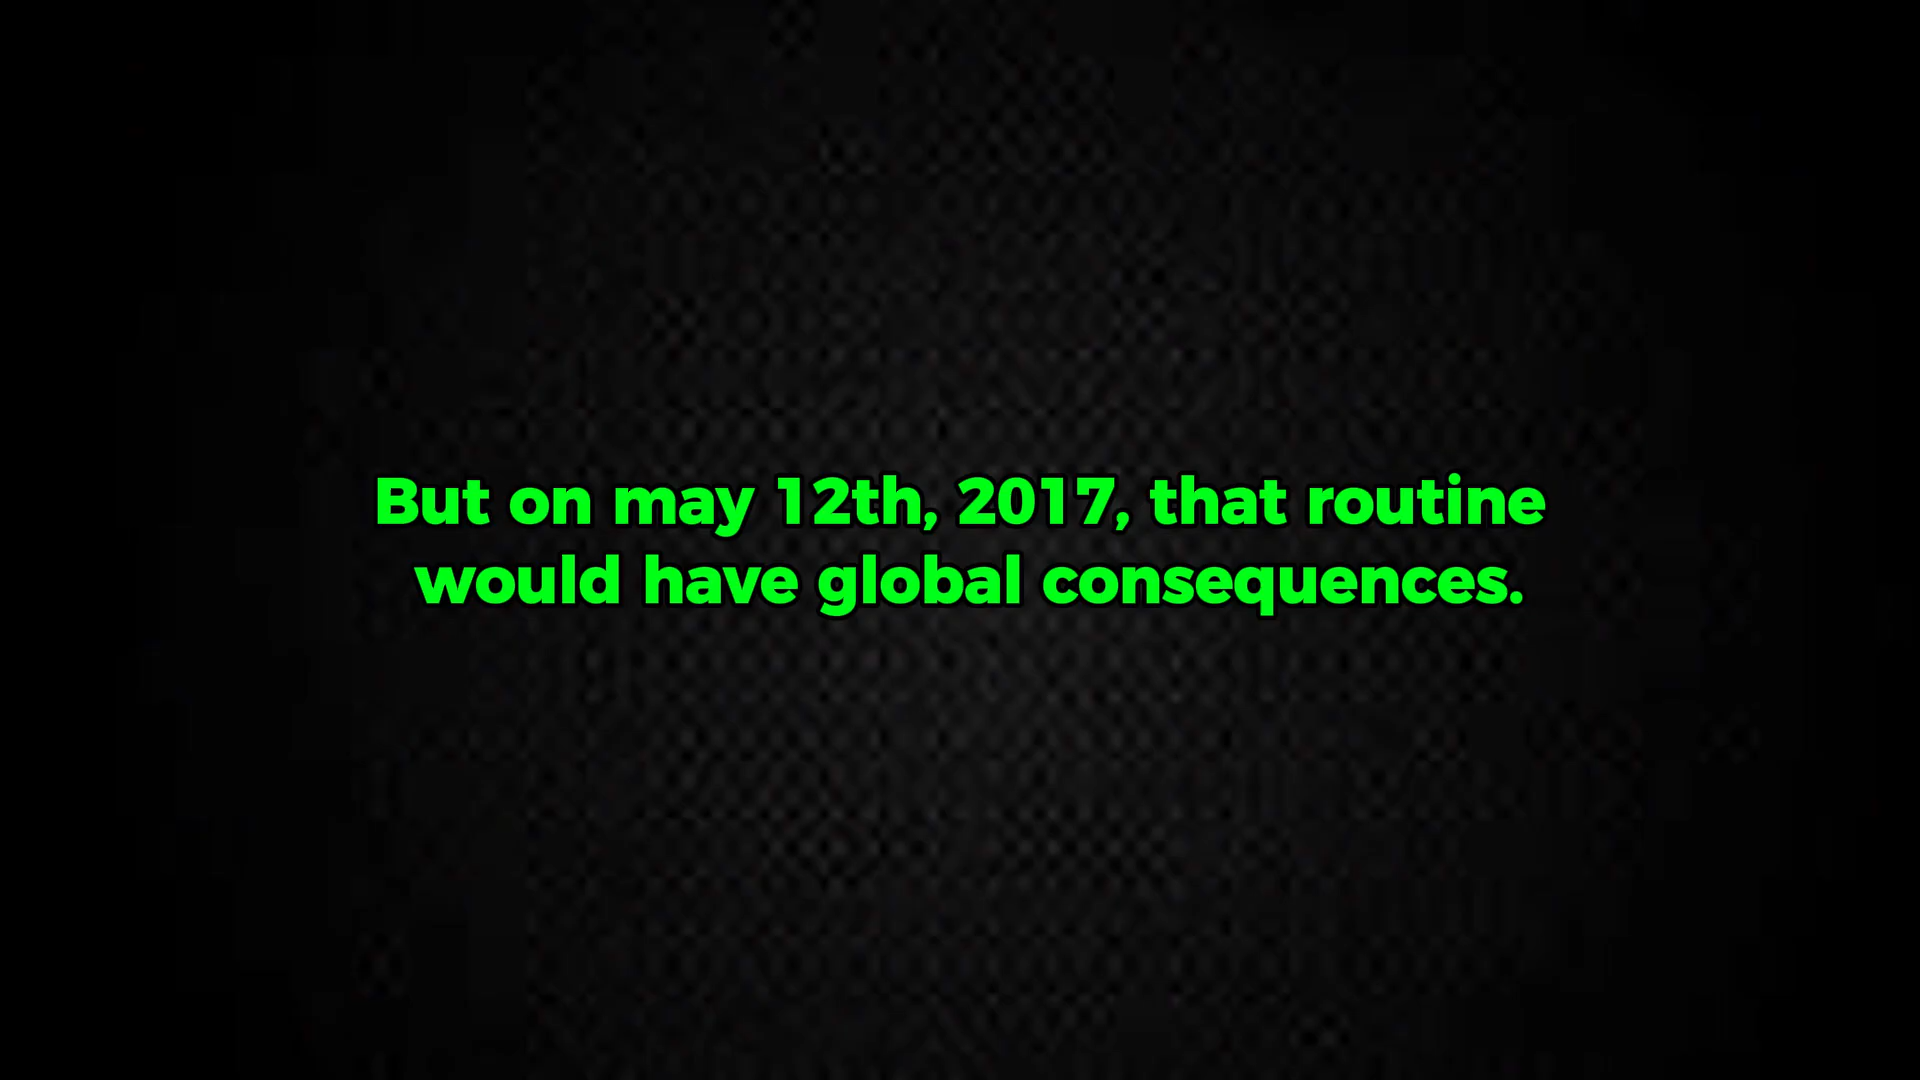 But on may 12th, 2017, that routine
would have global consequences.